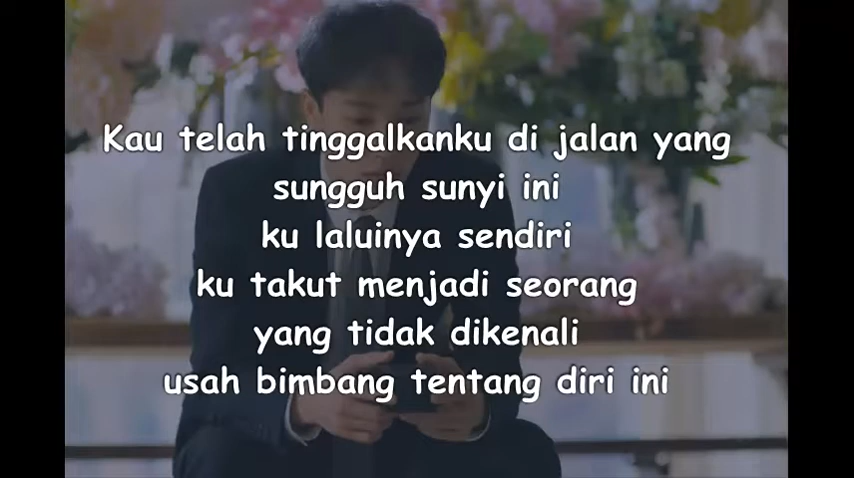 Kau telah tinggalkanku di jalan yang
sungguh sunyi ini
ku laluinya sendiri
ku takut menjadi seorang
yang tidak dikenali
usah bimbang tentang diri ini